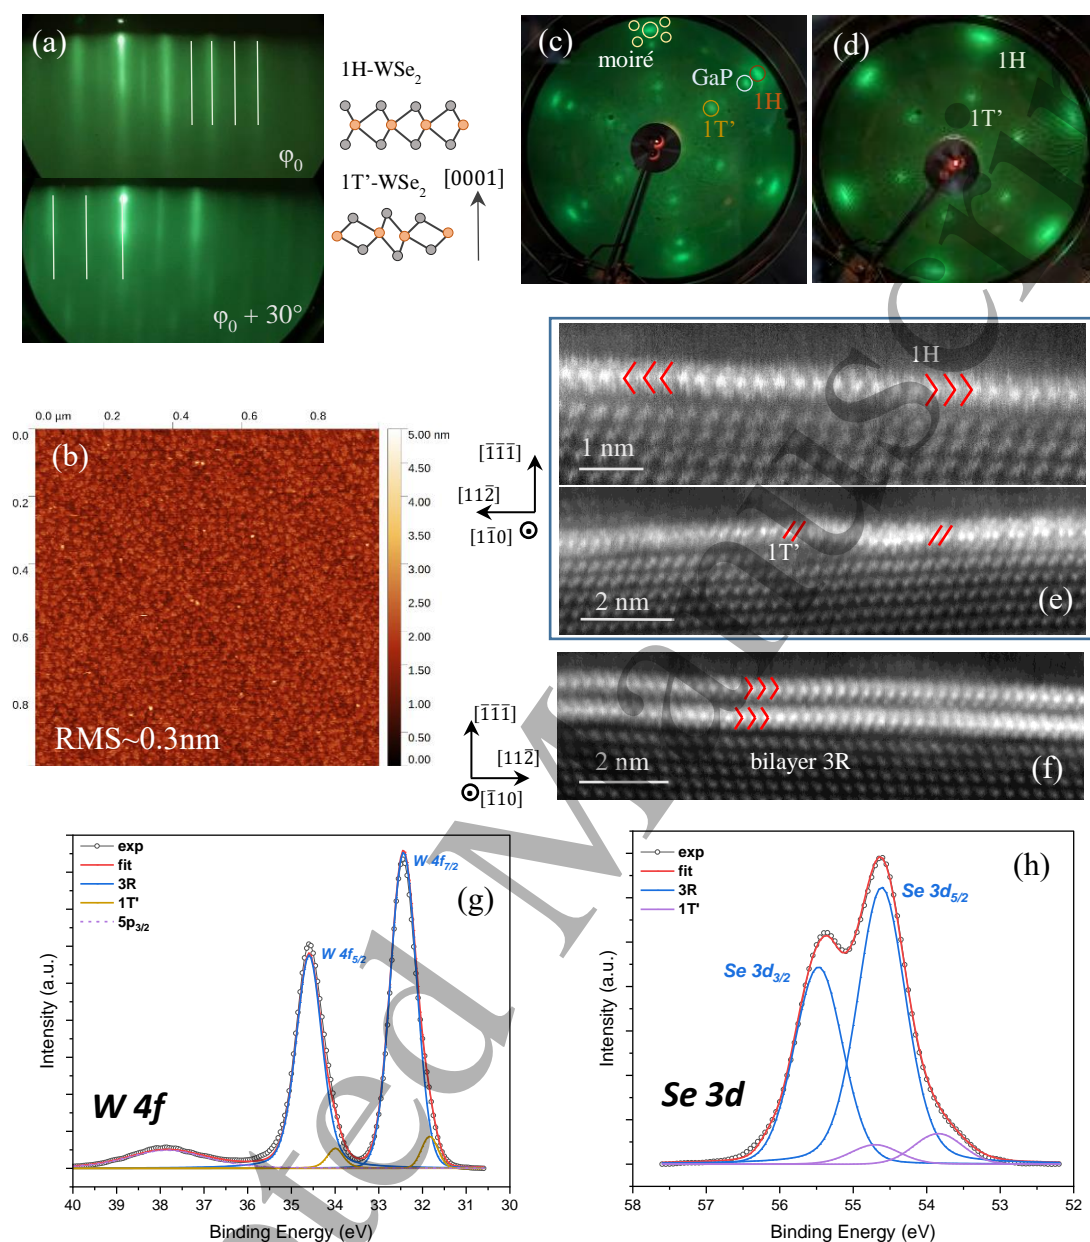 (a)
φ₀
φ₀ + 30°
1H-WSe₂
1T’-WSe₂
[0001]
(c)
moiré
GaP
1H
1T’
(d)
1H
1T’
(b)
0.0 µm
0.2
0.4
0.6
0.8
0.0
0.2
0.4
0.6
0.8
RMS~0.3nm
5.00 nm
4.50
4.00
3.50
3.00
2.50
2.00
1.50
1.00
0.00
[1̄1̄1̄]
[112̄]
[11̄0]
1H
1 nm
1T’
2 nm
(e)
[1̄1̄1̄]
[112̄]
[1̄10]
2 nm
bilayer 3R
(f)
exp
fit
3R
1T'
5p₃/₂
W 4f₇/₂
W 4f₅/₂
(g)
W 4f
Intensity (a.u.)
40 39 38 37 36 35 34 33 32 31 30
Binding Energy (eV)
exp
fit
3R
1T'
Se 3d₅/₂
Se 3d₃/₂
(h)
Se 3d
Intensity (a.u.)
58 57 56 55 54 53 52
Binding Energy (eV)